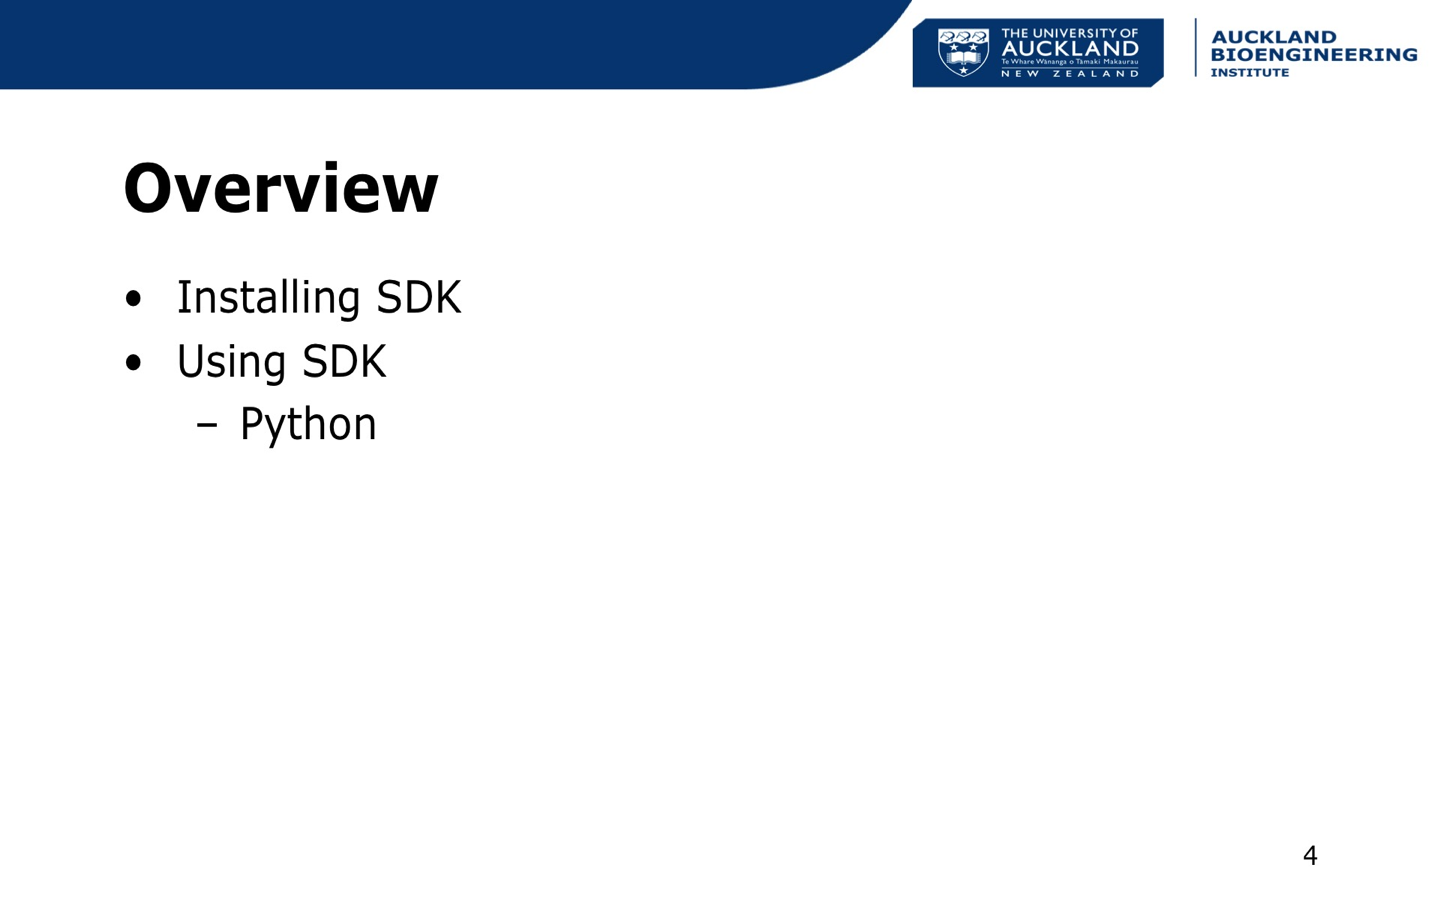 THE UNIVERSITY OF
AUCKLAND
Te Whare Wānanga o Tāmaki Makaurau
NEW ZEALAND
AUCKLAND
BIOENGINEERING
INSTITUTE
Overview
• Installing SDK
• Using SDK
– Python
4